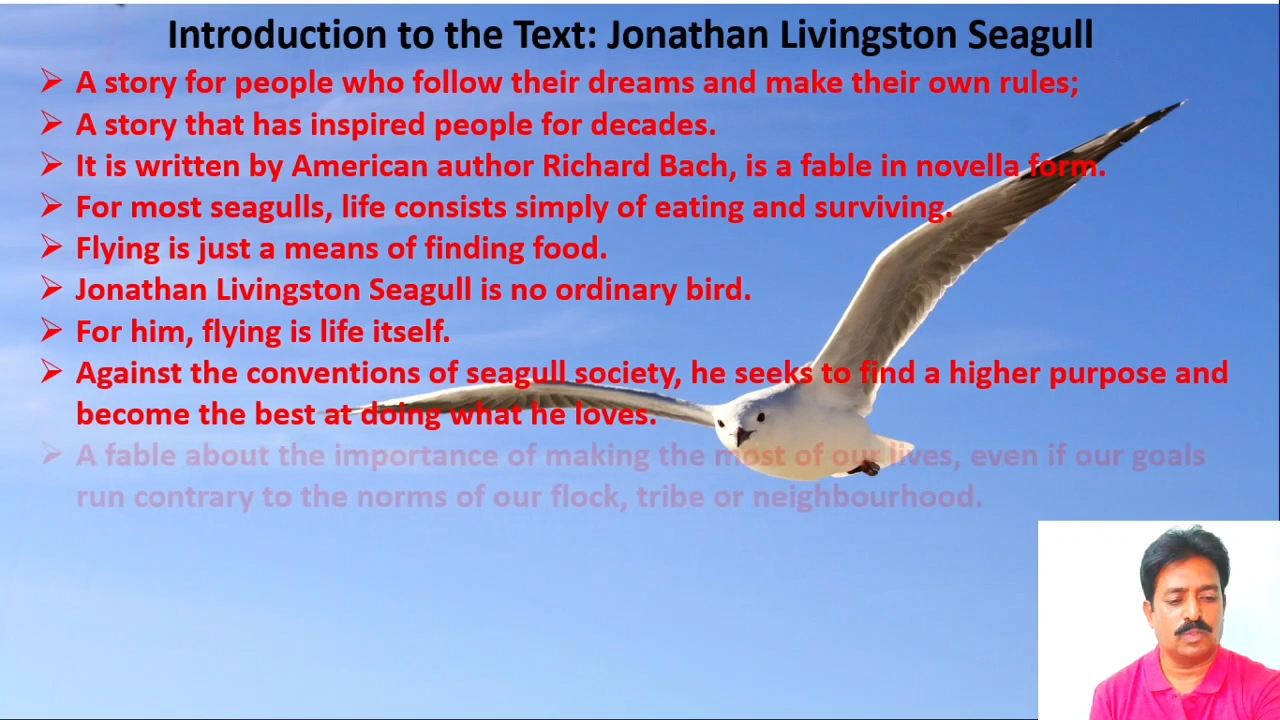 Introduction to the Text: Jonathan Livingston Seagull
➢ A story for people who follow their dreams and make their own rules;
➢ A story that has inspired people for decades.
➢ It is written by American author Richard Bach, is a fable in novella form.
➢ For most seagulls, life consists simply of eating and surviving.
➢ Flying is just a means of finding food.
➢ Jonathan Livingston Seagull is no ordinary bird.
➢ For him, flying is life itself.
➢ Against the conventions of seagull society, he seeks to find a higher purpose and
become the best at doing what he loves.
➢ A fable about the importance of making the most of our lives, even if our goals
run contrary to the norms of our flock, tribe or neighbourhood.